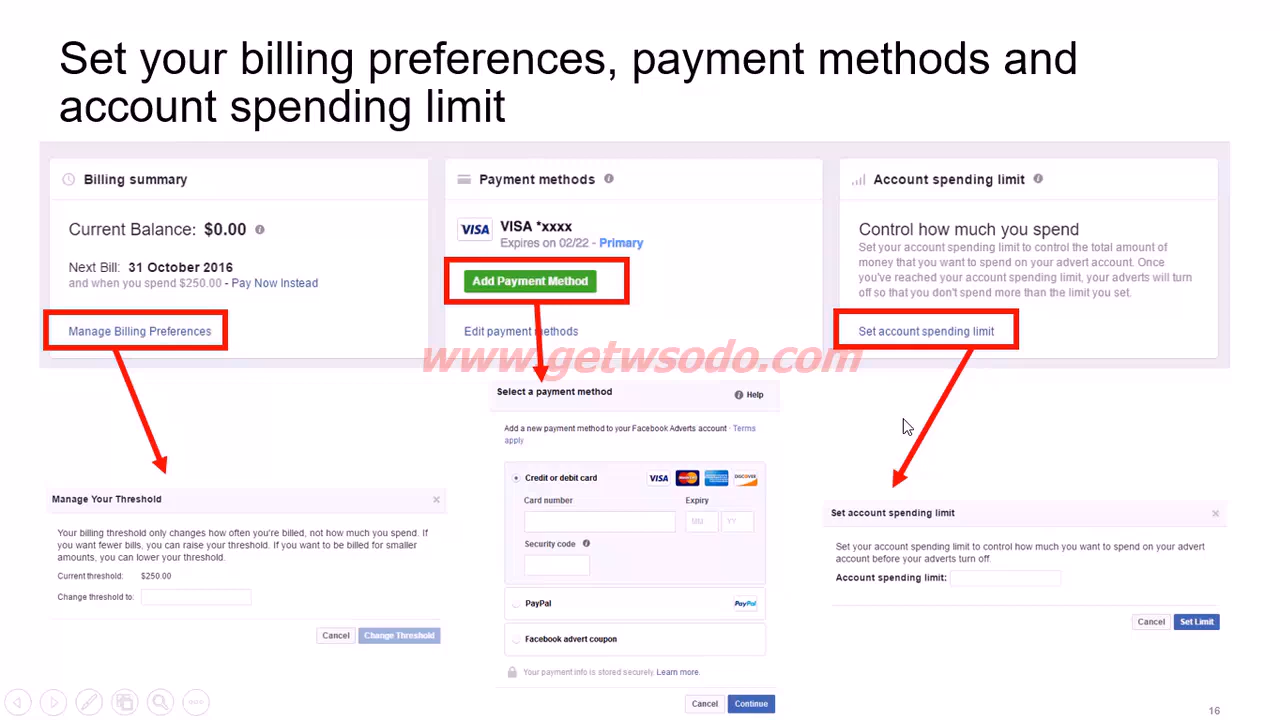 Set your billing preferences, payment methods and
account spending limit
Billing summary
Current Balance: $0.00
Next Bill: 31 October 2016
and when you spend $250.00 - Pay Now Instead
Manage Billing Preferences
Payment methods
VISA
VISA *xxxx
Expires on 02/22 - Primary
Add Payment Method
Edit payment methods
Account spending limit
Control how much you spend
Set your account spending limit to control the total amount of
money that you want to spend on your advert account. Once
you've reached your account spending limit, your adverts will turn
off so that you don't spend more than the limit you set.
Set account spending limit
www.getwsodo.com
Manage Your Threshold
Your billing threshold only changes how often you're billed, not how much you spend. If
you want fewer bills, you can raise your threshold. If you want to be billed for smaller
amounts, you can lower your threshold.
Current threshold: $250.00
Change threshold to:
Cancel Change Threshold
Select a payment method
Help
Add a new payment method to your Facebook Adverts account · Terms
apply
Credit or debit card
VISA MasterCard AMERICAN EXPRESS DISCOVER
Card number Expiry
MM YY
Security code
PayPal PayPal
Facebook advert coupon
Your payment info is stored securely. Learn more.
Cancel Continue
Set account spending limit
Set your account spending limit to control how much you want to spend on your advert
account before your adverts turn off.
Account spending limit:
Cancel Set Limit
16